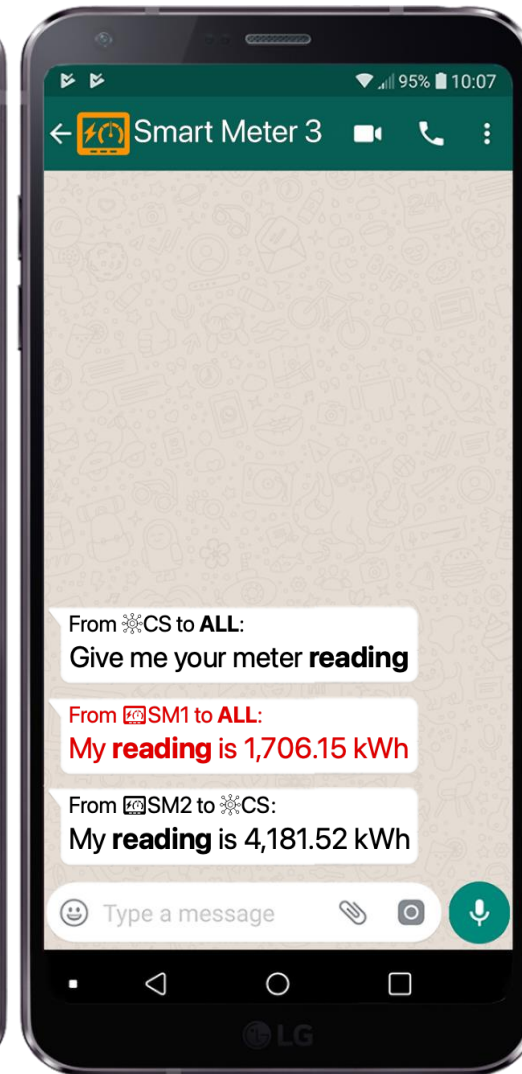 95% 10:07
Smart Meter 3
From CS to ALL:
Give me your meter reading
From SM1 to ALL:
My reading is 1,706.15 kWh
From SM2 to CS:
My reading is 4,181.52 kWh
Type a message
LG